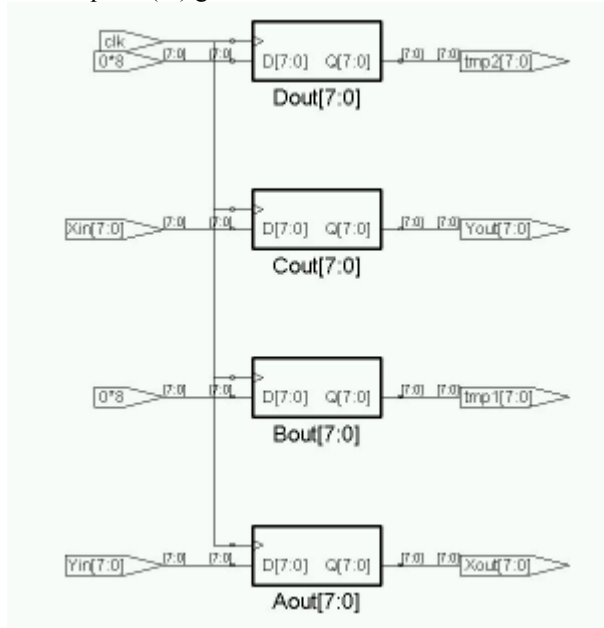 clk
0*8 [7:0] [7:0] D[7:0] Q[7:0] [7:0] [7:0] tmp2[7:0]
Dout[7:0]
Xin[7:0] [7:0] [7:0] D[7:0] Q[7:0] [7:0] [7:0] Yout[7:0]
Cout[7:0]
0*8 [7:0] [7:0] D[7:0] Q[7:0] [7:0] [7:0] tmp1[7:0]
Bout[7:0]
Yin[7:0] [7:0] [7:0] D[7:0] Q[7:0] [7:0] [7:0] Xout[7:0]
Aout[7:0]